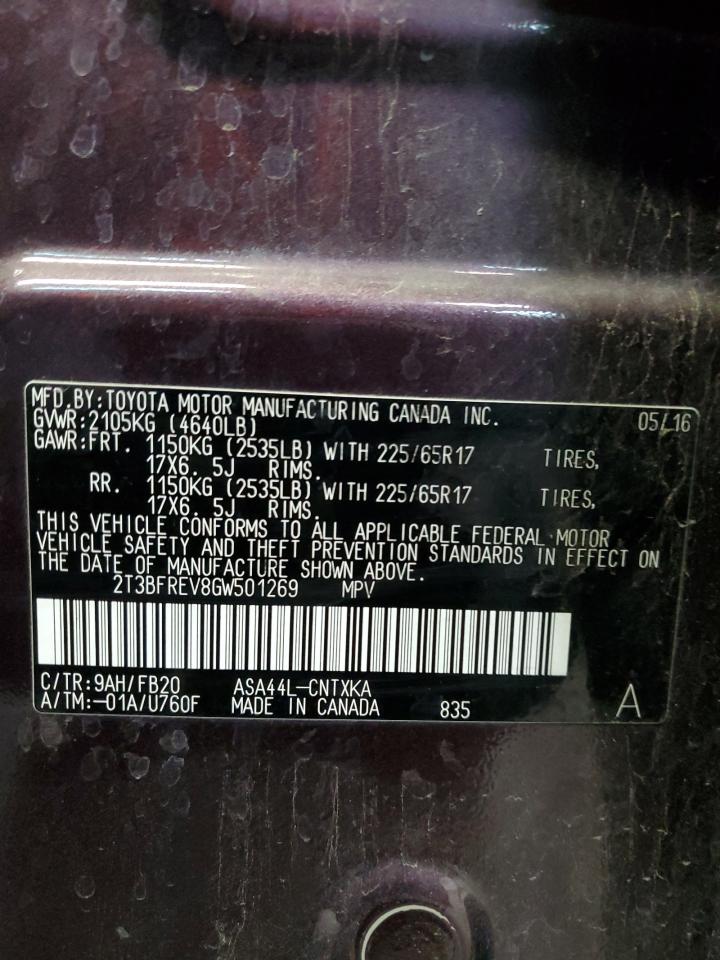 MFD.BY:TOYOTA MOTOR MANUFACTURING CANADA INC. 05/16
GVWR:2105KG (4640LB)
GAWR:FRT. 1150KG (2535LB) WITH 225/65R17 TIRES,
17X6. 5J RIMS.
RR. 1150KG (2535LB) WITH 225/65R17 TIRES,
17X6. 5J RIMS.
THIS VEHICLE CONFORMS TO ALL APPLICABLE FEDERAL MOTOR
VEHICLE SAFETY AND THEFT PREVENTION STANDARDS IN EFFECT ON
THE DATE OF MANUFACTURE SHOWN ABOVE.
2T3BFREV8GW501269 MPV
C/TR:9AH/FB20 ASA44L-CNTXKA
A/TM:-01A/U760F MADE IN CANADA 835 A